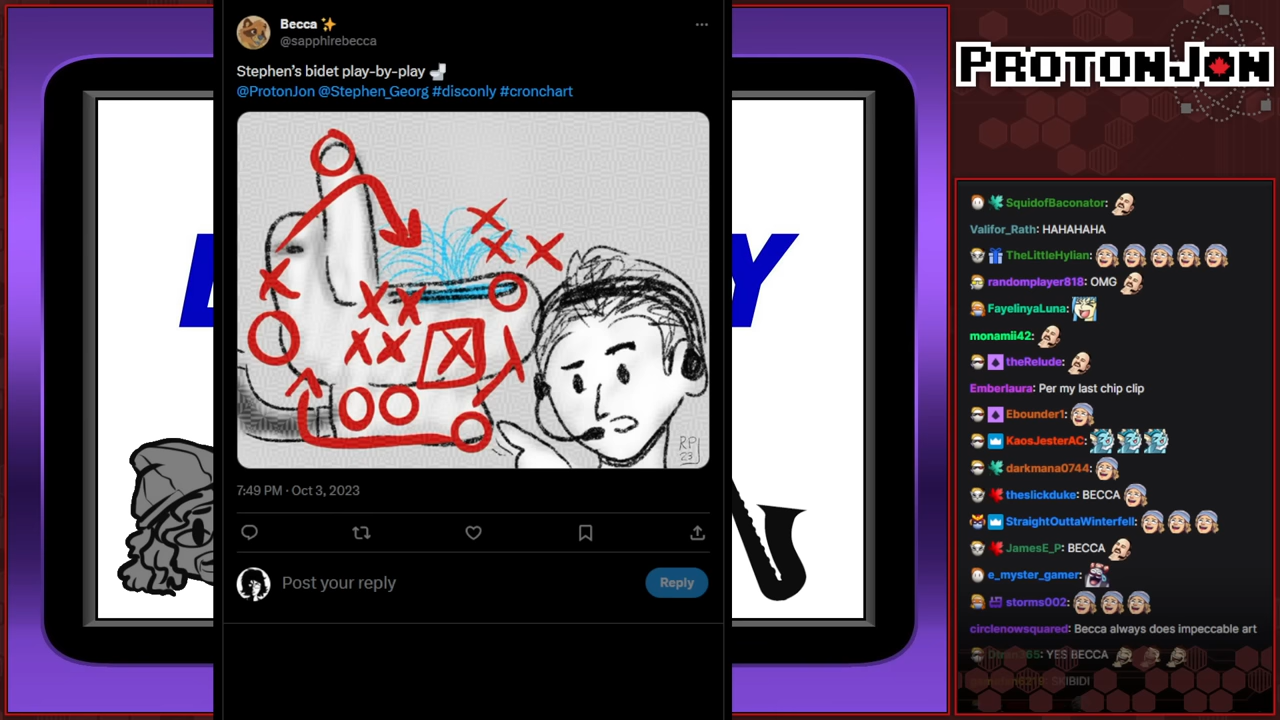 Becca ✨
@sapphirebecca
Stephen's bidet play-by-play 🚽
@ProtonJon @Stephen_Georg #disconly #cronchart
RPJ
23
7:49 PM · Oct 3, 2023
Post your reply
Reply
Y
PROTONJON
SquidofBaconator:
Valifor_Rath: HAHAHAHA
TheLittleHylian:
randomplayer818: OMG
FayelinyaLuna:
monamii42:
theRelude:
Emberlaura: Per my last chip clip
Ebounder1:
KaosJesterAC:
darkmana0744:
theslickduke: BECCA
StraightOuttaWinterfell:
JamesE_P: BECCA
e_myster_gamer:
storms002:
circlenowsquared: Becca always does impeccable art
YES BECCA
SKIBIDI